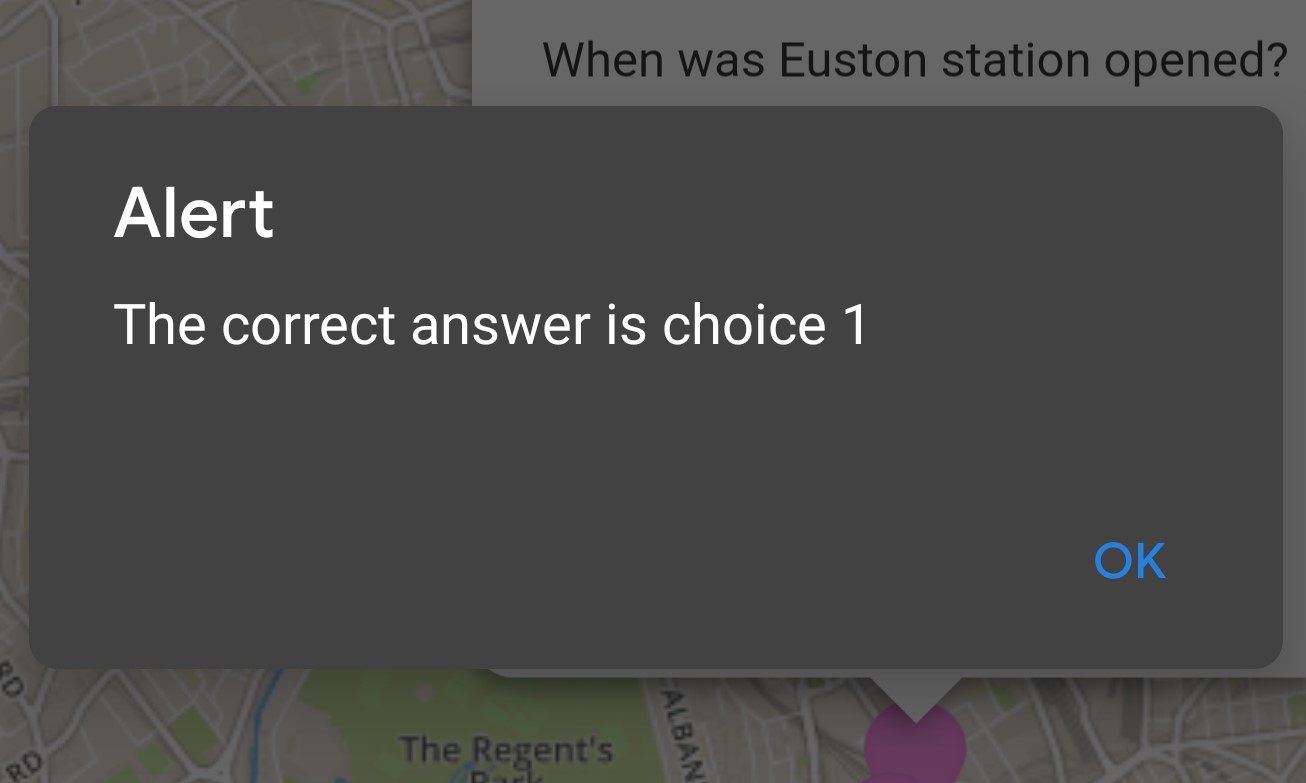 When was Euston station opened?
Alert
The correct answer is choice 1
OK
RD
ALBAN
The Regent's
Park
RD